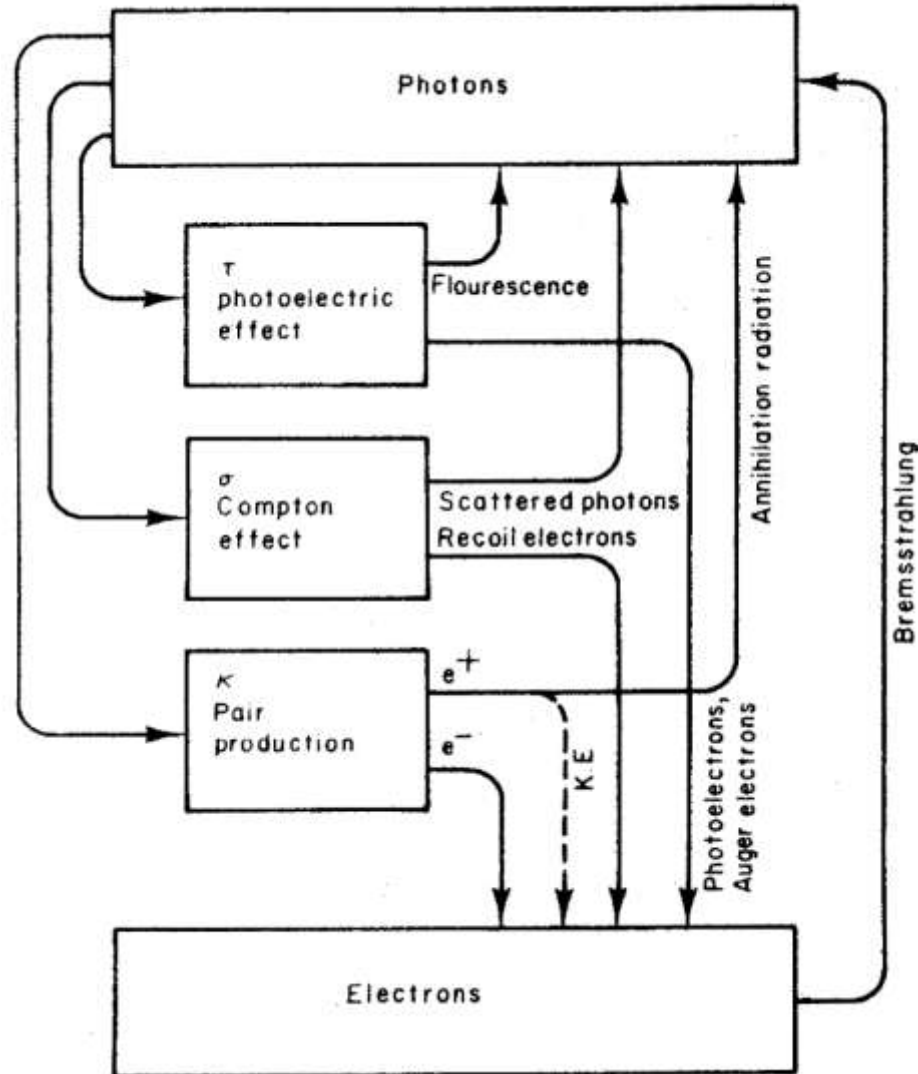 Photons
τ
photoelectric
effect
Flourescence
σ
Compton
effect
Scattered photons
Recoil electrons
κ
Pair
production
e+
e-
K.E
Photoelectrons,
Auger electrons
Annihilation radiation
Bremsstrahlung
Electrons